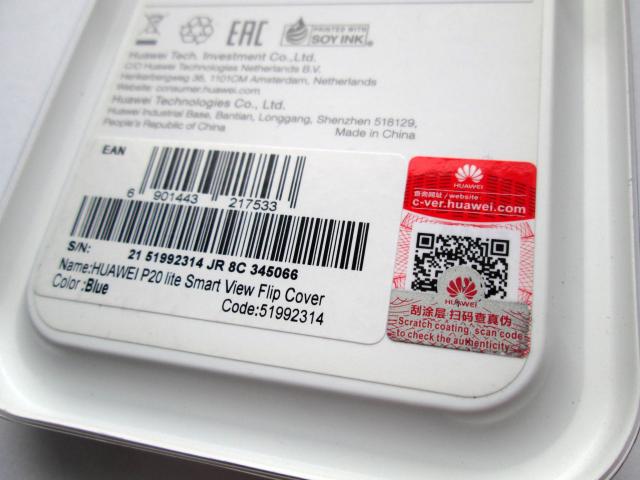 EAC
PRINTED WITH
SOY INK
Huawei Tech. Investment Co.,Ltd.
C/O Huawei Technologies Netherlands B.V.
Herikerbergweg 36, 1101CM Amsterdam, Netherlands
Website: consumer.huawei.com
Huawei Technologies Co., Ltd.
Huawei Industrial Base, Bantian, Longgang, Shenzhen 518129,
People's Republic of China
Made in China
EAN
6 901443 217533
S/N: 21 51992314 JR 8C 345066
Name:HUAWEI P20 lite Smart View Flip Cover
Color :Blue
Code:51992314
HUAWEI
查询网址 / website
c-ver.huawei.com
HUAWEI
刮涂层 扫码查真伪
Scratch coating, scan code
to check the authenticity